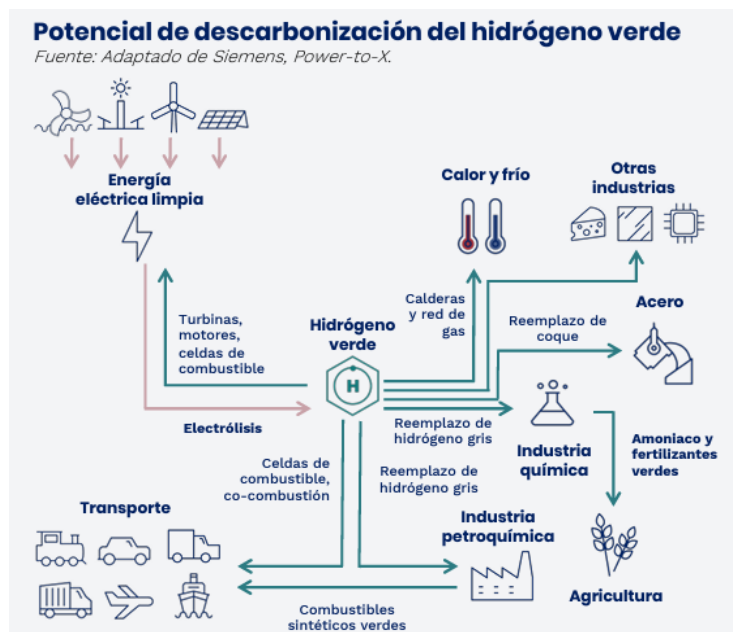 Potencial de descarbonización del hidrógeno verde
Fuente: Adaptado de Siemens, Power-to-X.
Energía
eléctrica limpia
Calor y frío
Otras
industrias
Turbinas,
motores,
celdas de
combustible
Hidrógeno
verde
H
Calderas
y red de
gas
Acero
Reemplazo de
coque
Electrólisis
Reemplazo de
hidrógeno gris
Industria
química
Amoniaco y
fertilizantes
verdes
Celdas de
combustible,
co-combustión
Reemplazo de
hidrógeno gris
Transporte
Industria
petroquímica
Agricultura
Combustibles
sintéticos verdes